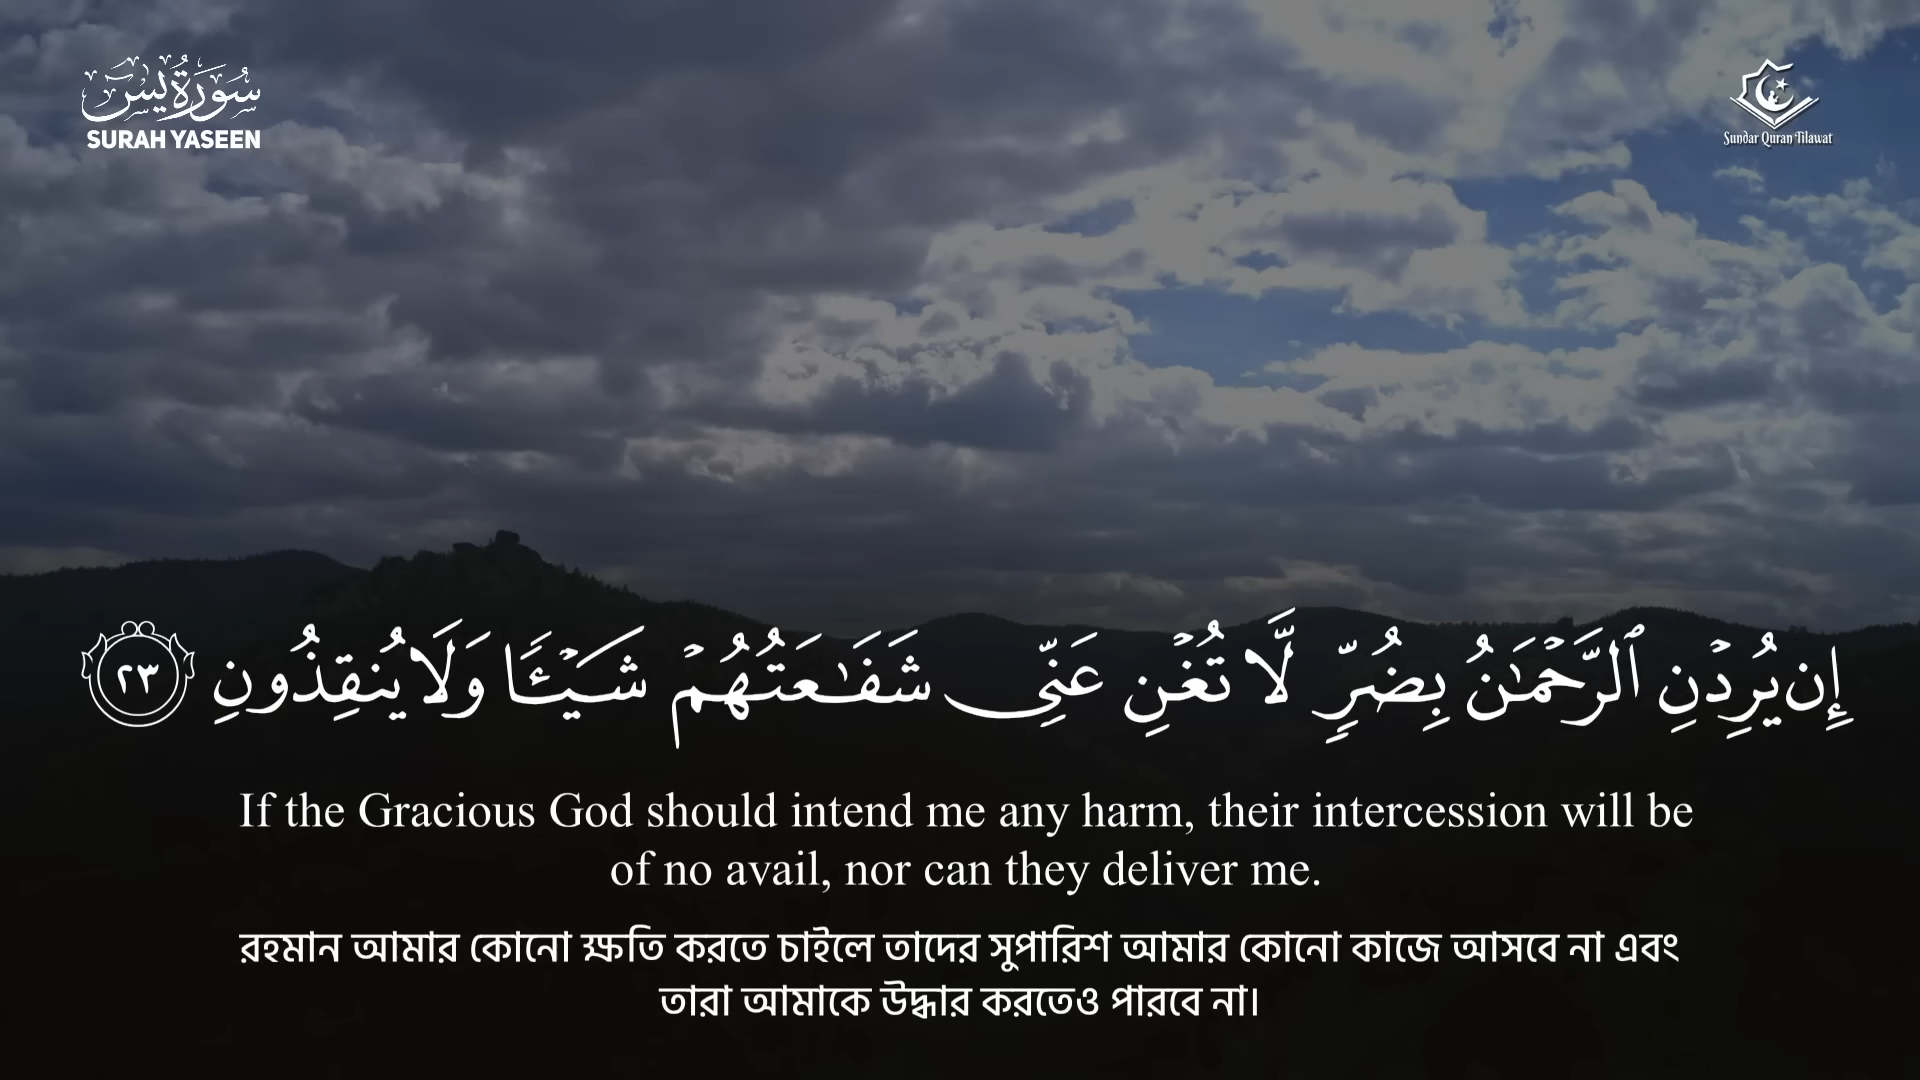 سُورَةُ يٰسٓ
SURAH YASEEN
Sundar Quran Tilawat
إِن يُرِدْنِ ٱلرَّحْمَـٰنُ بِضُرٍّ لَّا تُغْنِ عَنِّى شَفَـٰعَتُهُمْ شَيْـًٔا وَلَا يُنقِذُونِ ٢٣
If the Gracious God should intend me any harm, their intercession will be
of no avail, nor can they deliver me.
রহমান আমার কোনো ক্ষতি করতে চাইলে তাদের সুপারিশ আমার কোনো কাজে আসবে না এবং
তারা আমাকে উদ্ধার করতেও পারবে না।